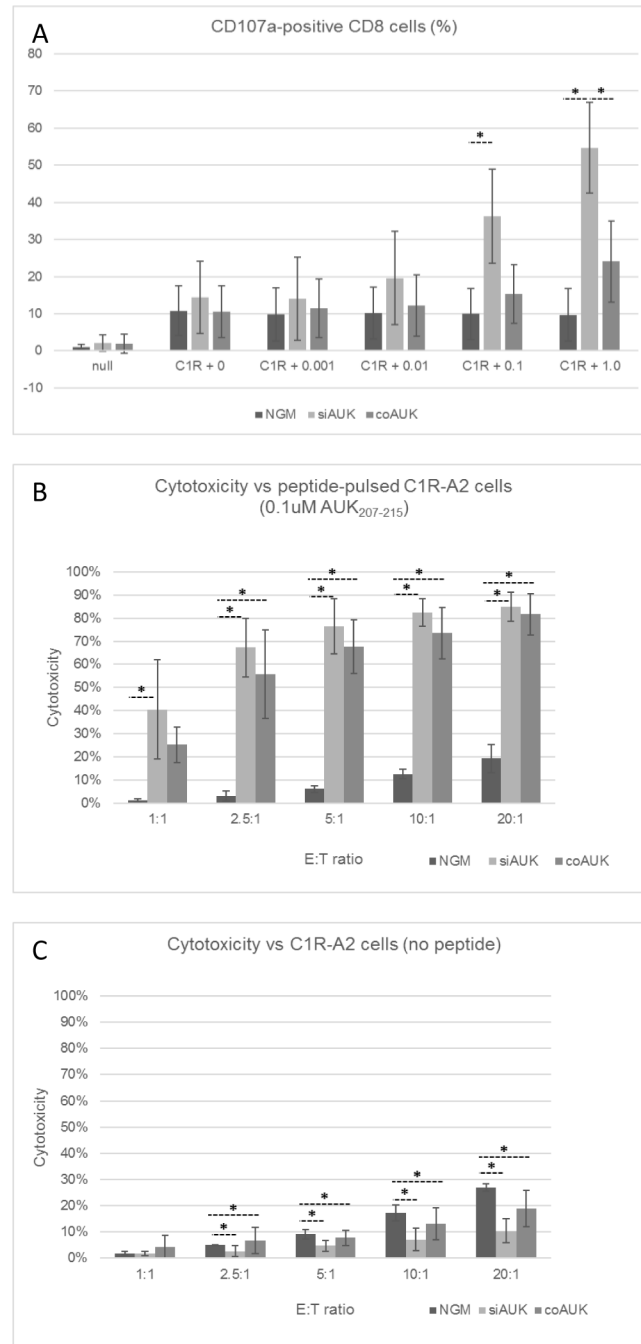 A
CD107a-positive CD8 cells (%)
80
70
60
50
40
30
20
10
0
-10
* * *
*
null C1R + 0 C1R + 0.001 C1R + 0.01 C1R + 0.1 C1R + 1.0
NGM siAUK coAUK
B
Cytotoxicity vs peptide-pulsed C1R-A2 cells
(0.1uM AUK207-215)
Cytotoxicity
100%
90%
80%
70%
60%
50%
40%
30%
20%
10%
0%
* * * *
* * * *
*
1:1 2.5:1 5:1 10:1 20:1
E:T ratio
NGM siAUK coAUK
C
Cytotoxicity vs C1R-A2 cells (no peptide)
Cytotoxicity
100%
90%
80%
70%
60%
50%
40%
30%
20%
10%
0%
* * * *
* * * *
1:1 2.5:1 5:1 10:1 20:1
E:T ratio
NGM siAUK coAUK